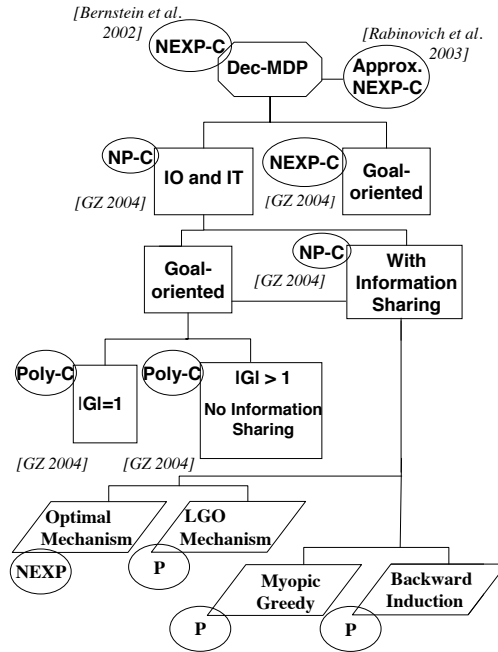 [Bernstein et al.
2002]
NEXP-C
Dec-MDP
[Rabinovich et al.
2003]
Approx.
NEXP-C
NP-C
IO and IT
[GZ 2004]
NEXP-C
Goal-
oriented
[GZ 2004]
Goal-
oriented
NP-C
[GZ 2004]
With
Information
Sharing
Poly-C
|G|=1
[GZ 2004]
Poly-C
|G| > 1
No Information
Sharing
[GZ 2004]
Optimal
Mechanism
NEXP
LGO
Mechanism
P
Myopic
Greedy
P
Backward
Induction
P